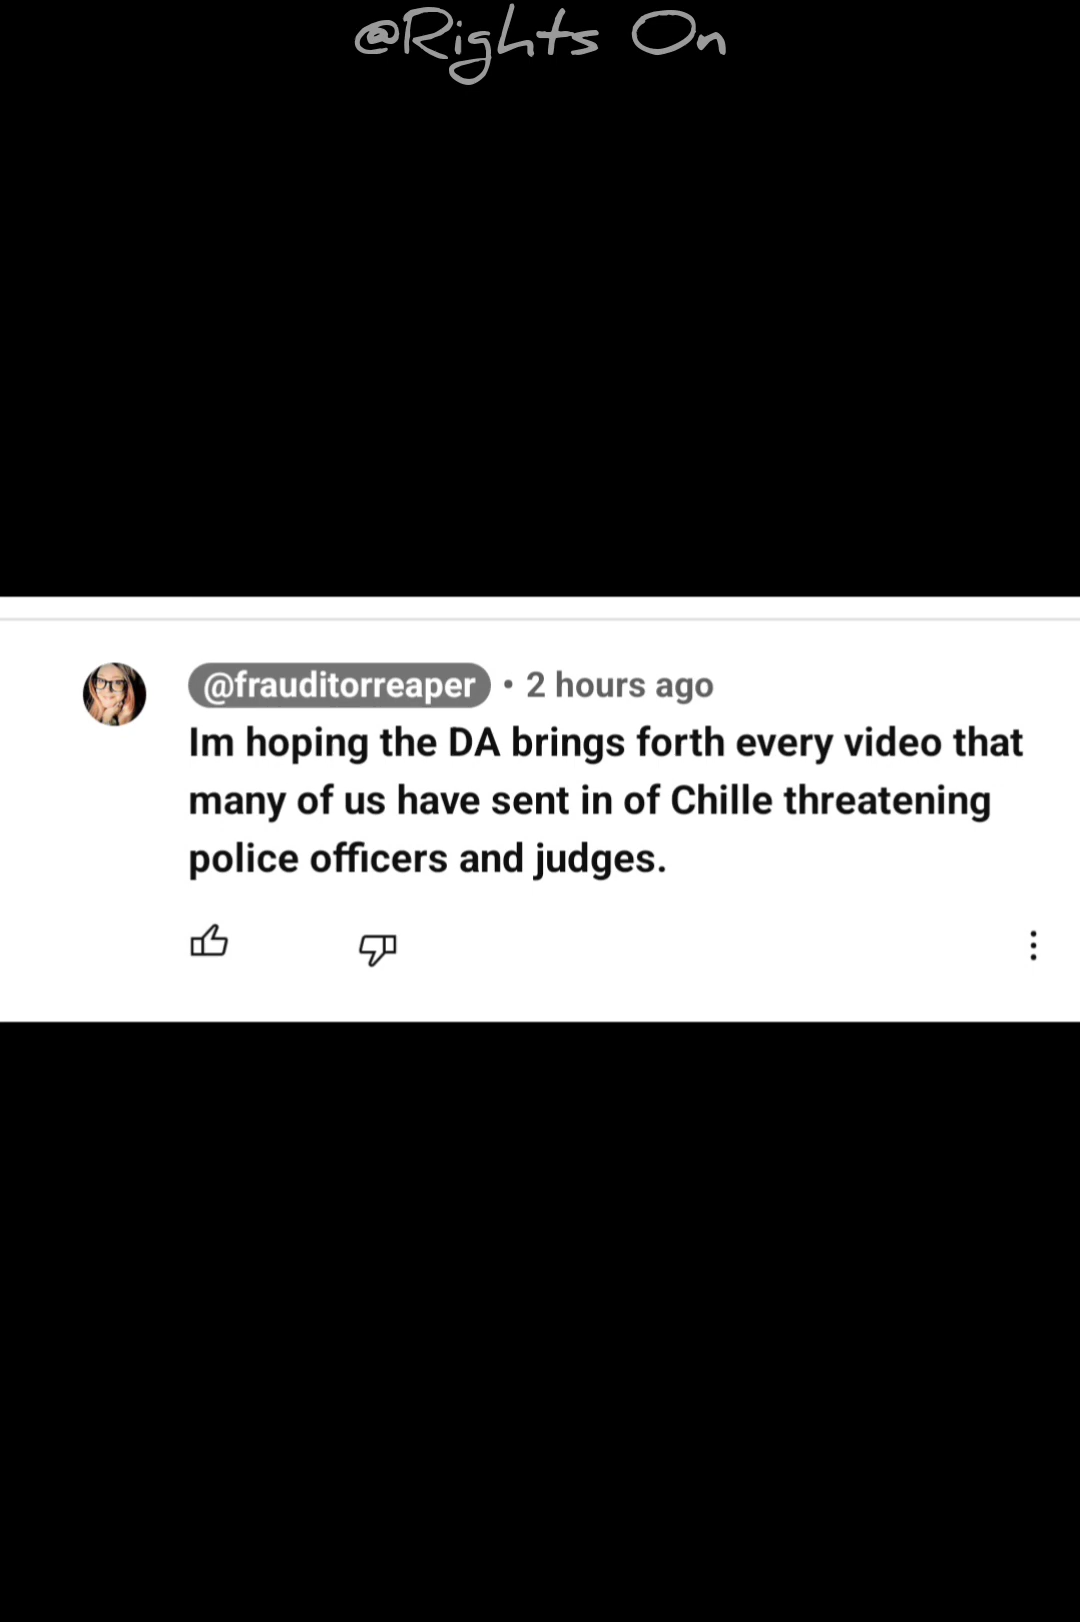 @Rights On
@frauditorreaper • 2 hours ago
Im hoping the DA brings forth every video that
many of us have sent in of Chille threatening
police officers and judges.